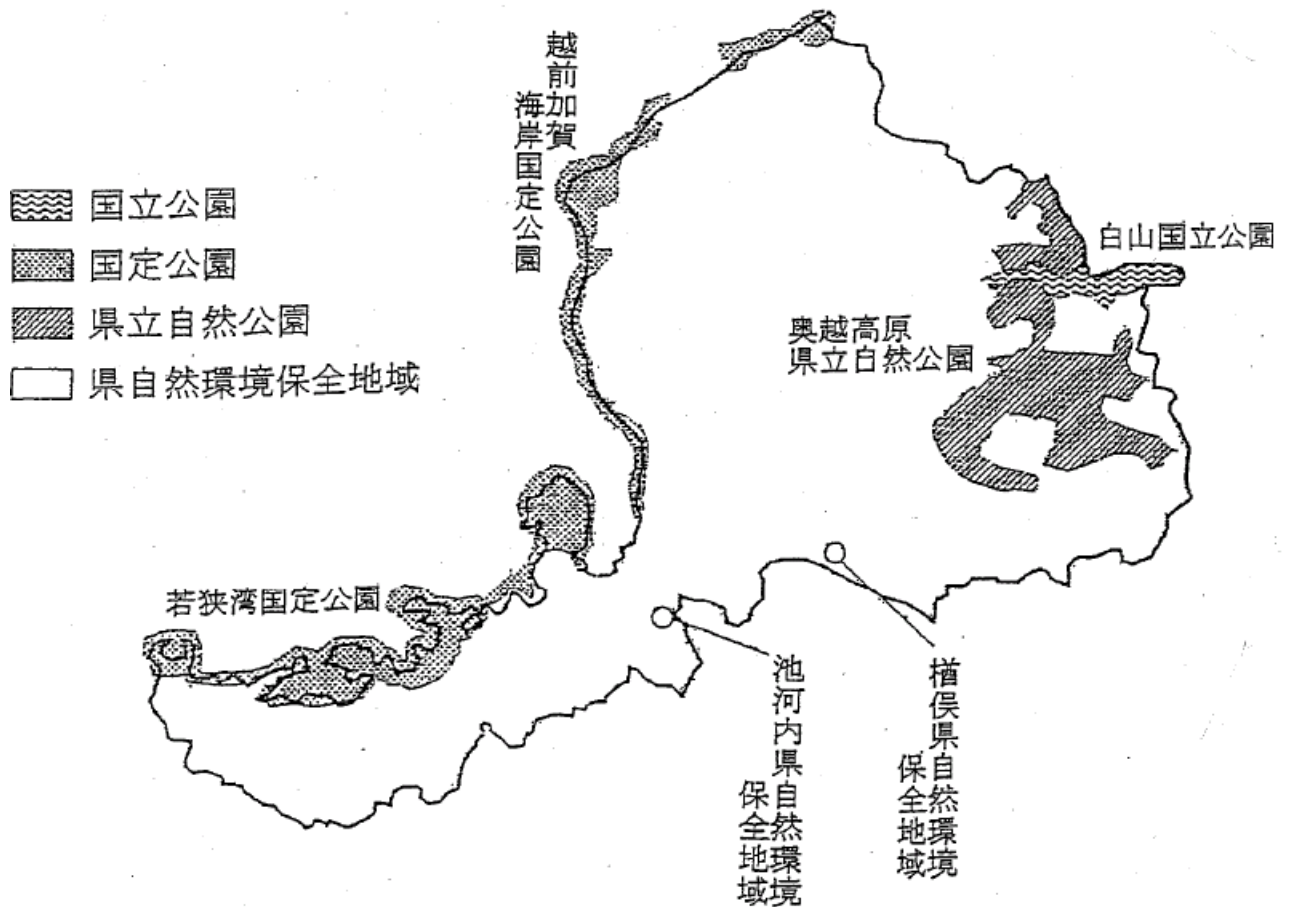 越前加賀
海岸国定公園
国立公園
国定公園
県立自然公園
県自然環境保全地域
白山国立公園
奥越高原
県立自然公園
若狭湾国定公園
池河内県自然環境
保全地域
楢俣県自然環境
保全地域